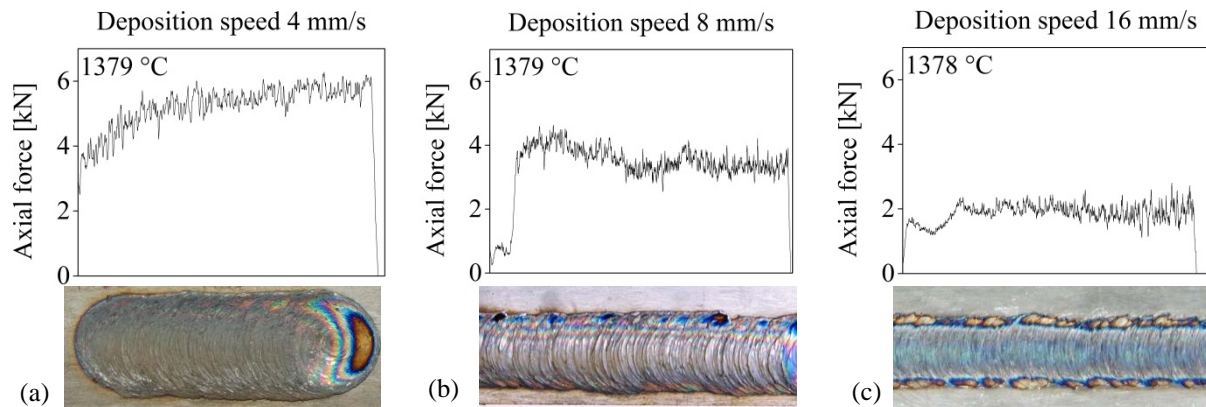 Deposition speed 4 mm/s
1379 °C
Axial force [kN]
6
4
2
0
(a)
Deposition speed 8 mm/s
1379 °C
Axial force [kN]
6
4
2
0
(b)
Deposition speed 16 mm/s
1378 °C
Axial force [kN]
6
4
2
0
(c)